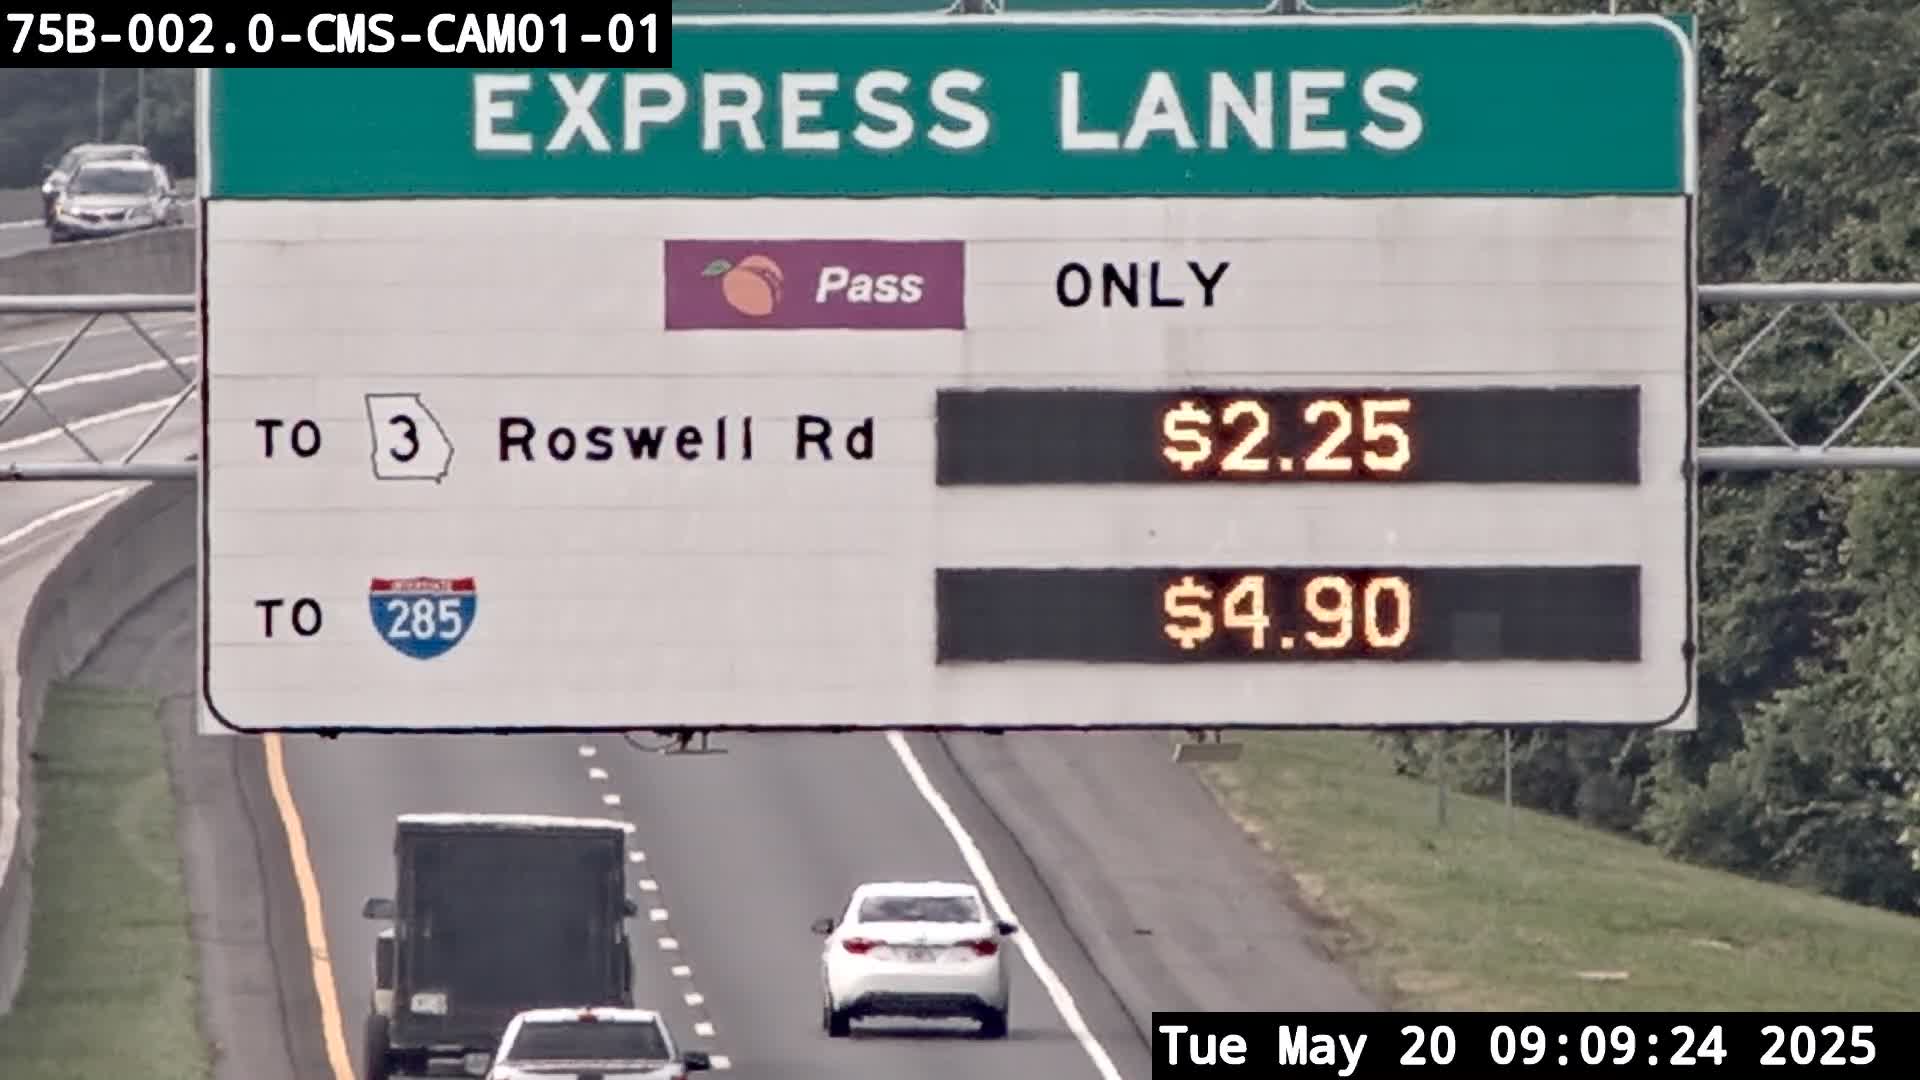 75B-002.0-CMS-CAM01-01
EXPRESS LANES
Pass ONLY
TO 3 Roswell Rd $2.25
INTERSTATE
TO 285 $4.90
Tue May 20 09:09:24 2025